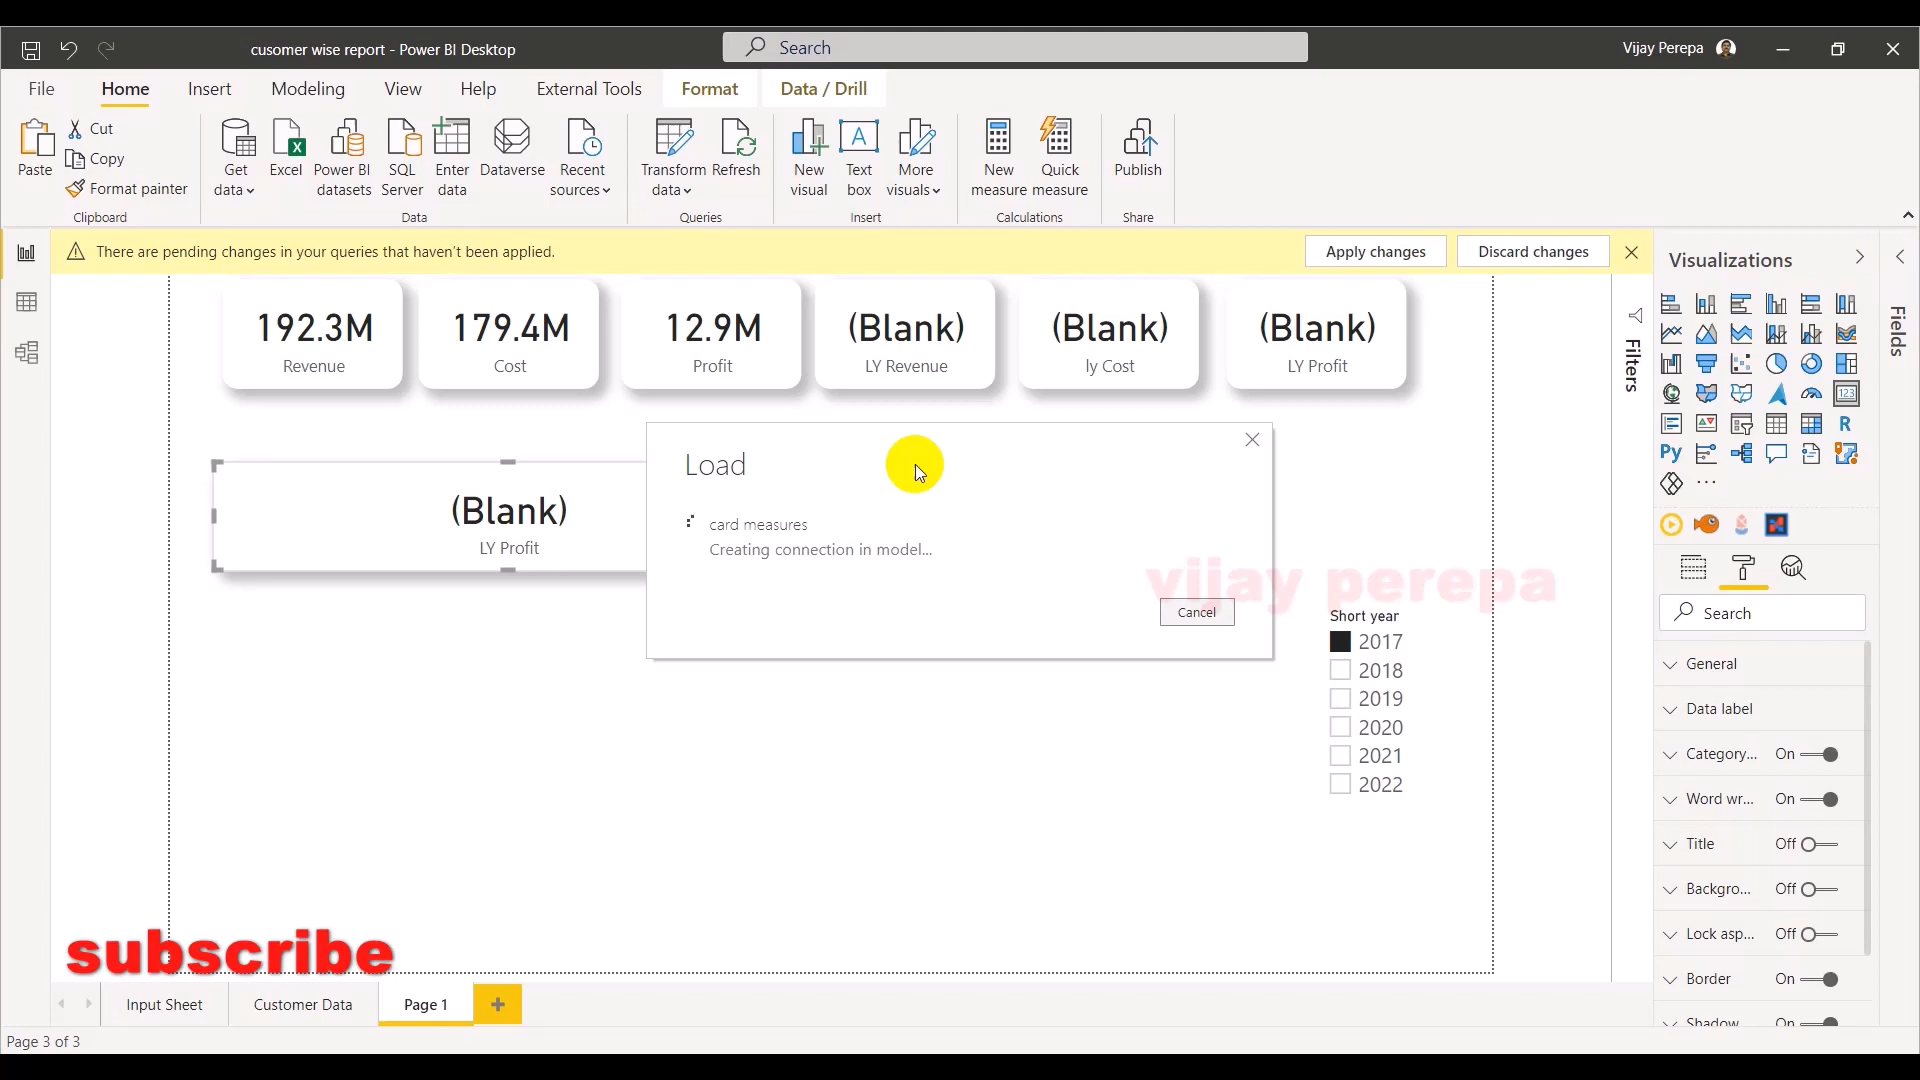 cusomer wise report - Power BI Desktop
Search
Vijay Perepa
File
Home
Insert
Modeling
View
Help
External Tools
Format
Data / Drill
Paste
Cut
Copy
Format painter
Clipboard
Get
data
Excel
Power BI
datasets
SQL
Server
Enter
data
Dataverse
Recent
sources
Data
Transform
data
Refresh
Queries
New
visual
A
Text
box
More
visuals
Insert
New
measure
Quick
measure
Calculations
Publish
Share
There are pending changes in your queries that haven't been applied.
Apply changes
Discard changes
192.3M
Revenue
179.4M
Cost
12.9M
Profit
(Blank)
LY Revenue
(Blank)
ly Cost
(Blank)
LY Profit
(Blank)
LY Profit
Load
card measures
Creating connection in model...
Cancel
vijay perepa
Short year
2017
2018
2019
2020
2021
2022
subscribe
Filters
Visualizations
123
R
Py
Search
General
Data label
Category... On
Word wr... On
Title Off
Backgro... Off
Lock asp... Off
Border On
Shadow On
Fields
Input Sheet
Customer Data
Page 1
Page 3 of 3